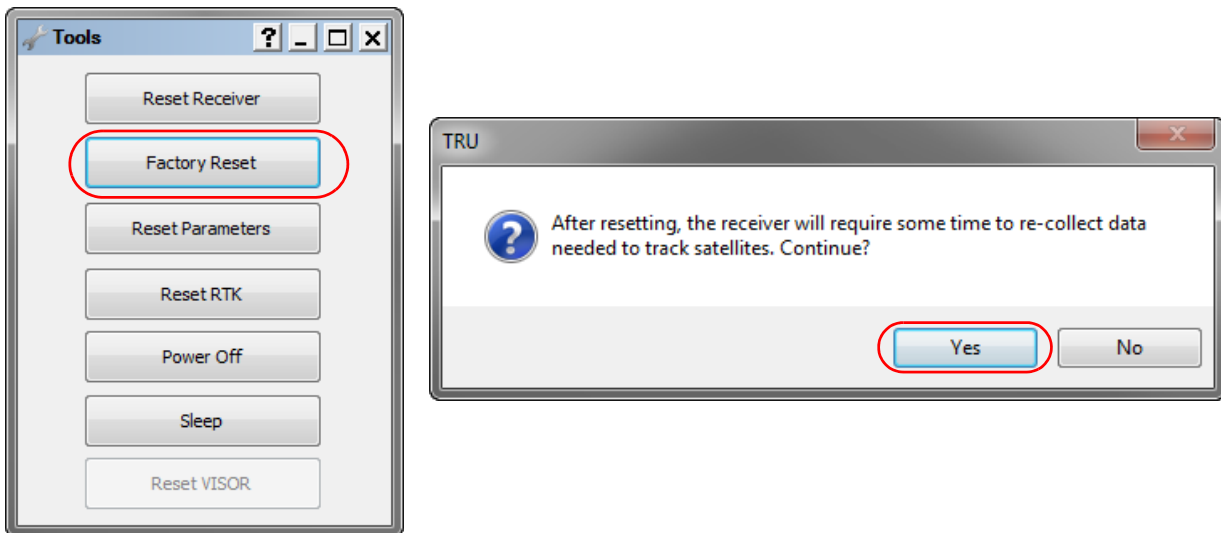 Tools
Reset Receiver
Factory Reset
Reset Parameters
Reset RTK
Power Off
Sleep
Reset VISOR
TRU
After resetting, the receiver will require some time to re-collect data
needed to track satellites. Continue?
Yes
No